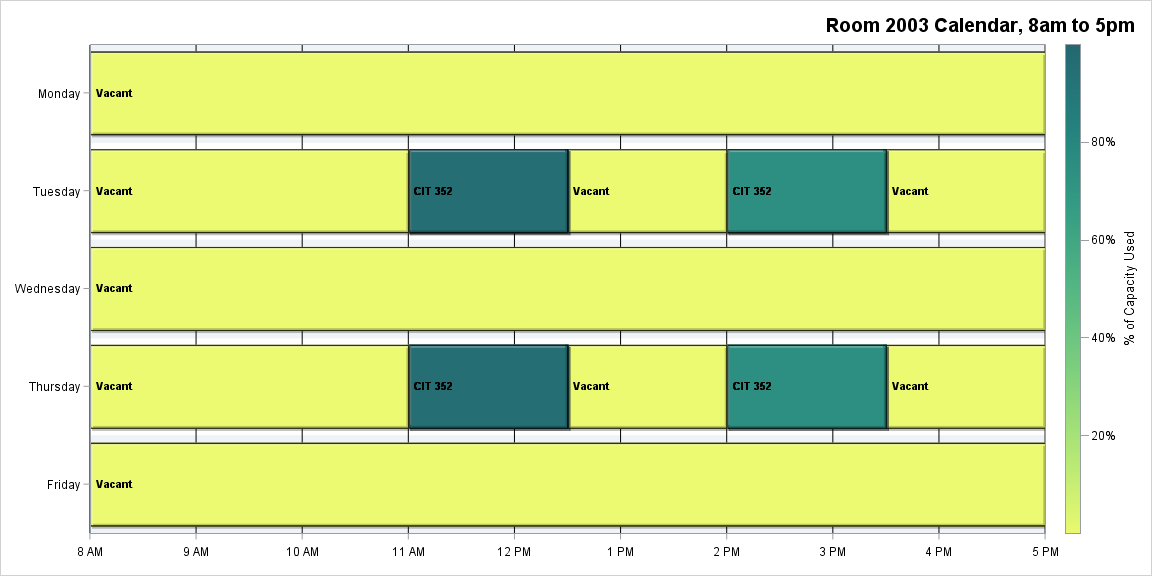 Room 2003 Calendar, 8am to 5pm
Monday
Vacant
Tuesday
Vacant
CIT 352
Vacant
CIT 352
Vacant
Wednesday
Vacant
Thursday
Vacant
CIT 352
Vacant
CIT 352
Vacant
Friday
Vacant
8 AM
9 AM
10 AM
11 AM
12 PM
1 PM
2 PM
3 PM
4 PM
5 PM
80%
60%
40%
20%
% of Capacity Used